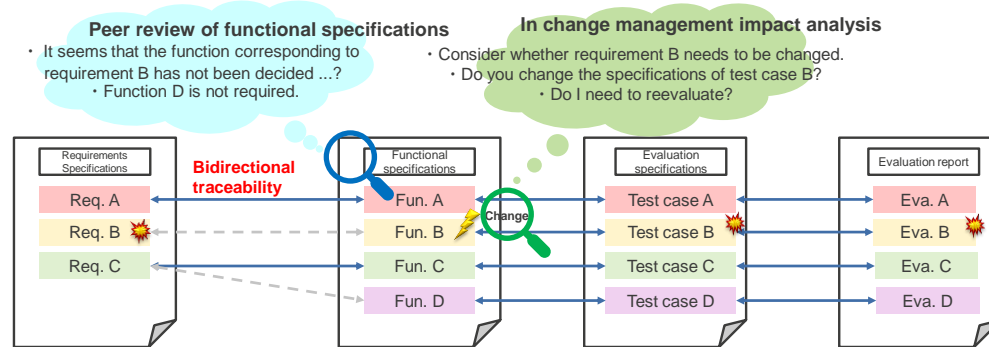 Peer review of functional specifications
・ It seems that the function corresponding to
requirement B has not been decided ...?
・Function D is not required.
In change management impact analysis
・Consider whether requirement B needs to be changed.
・Do you change the specifications of test case B?
・Do I need to reevaluate?
Requirements
Specifications
Bidirectional
traceability
Functional
specifications
Evaluation
specifications
Evaluation report
Req. A
Fun. A
Test case A
Eva. A
Change
Req. B
Fun. B
Test case B
Eva. B
Req. C
Fun. C
Test case C
Eva. C
Fun. D
Test case D
Eva. D